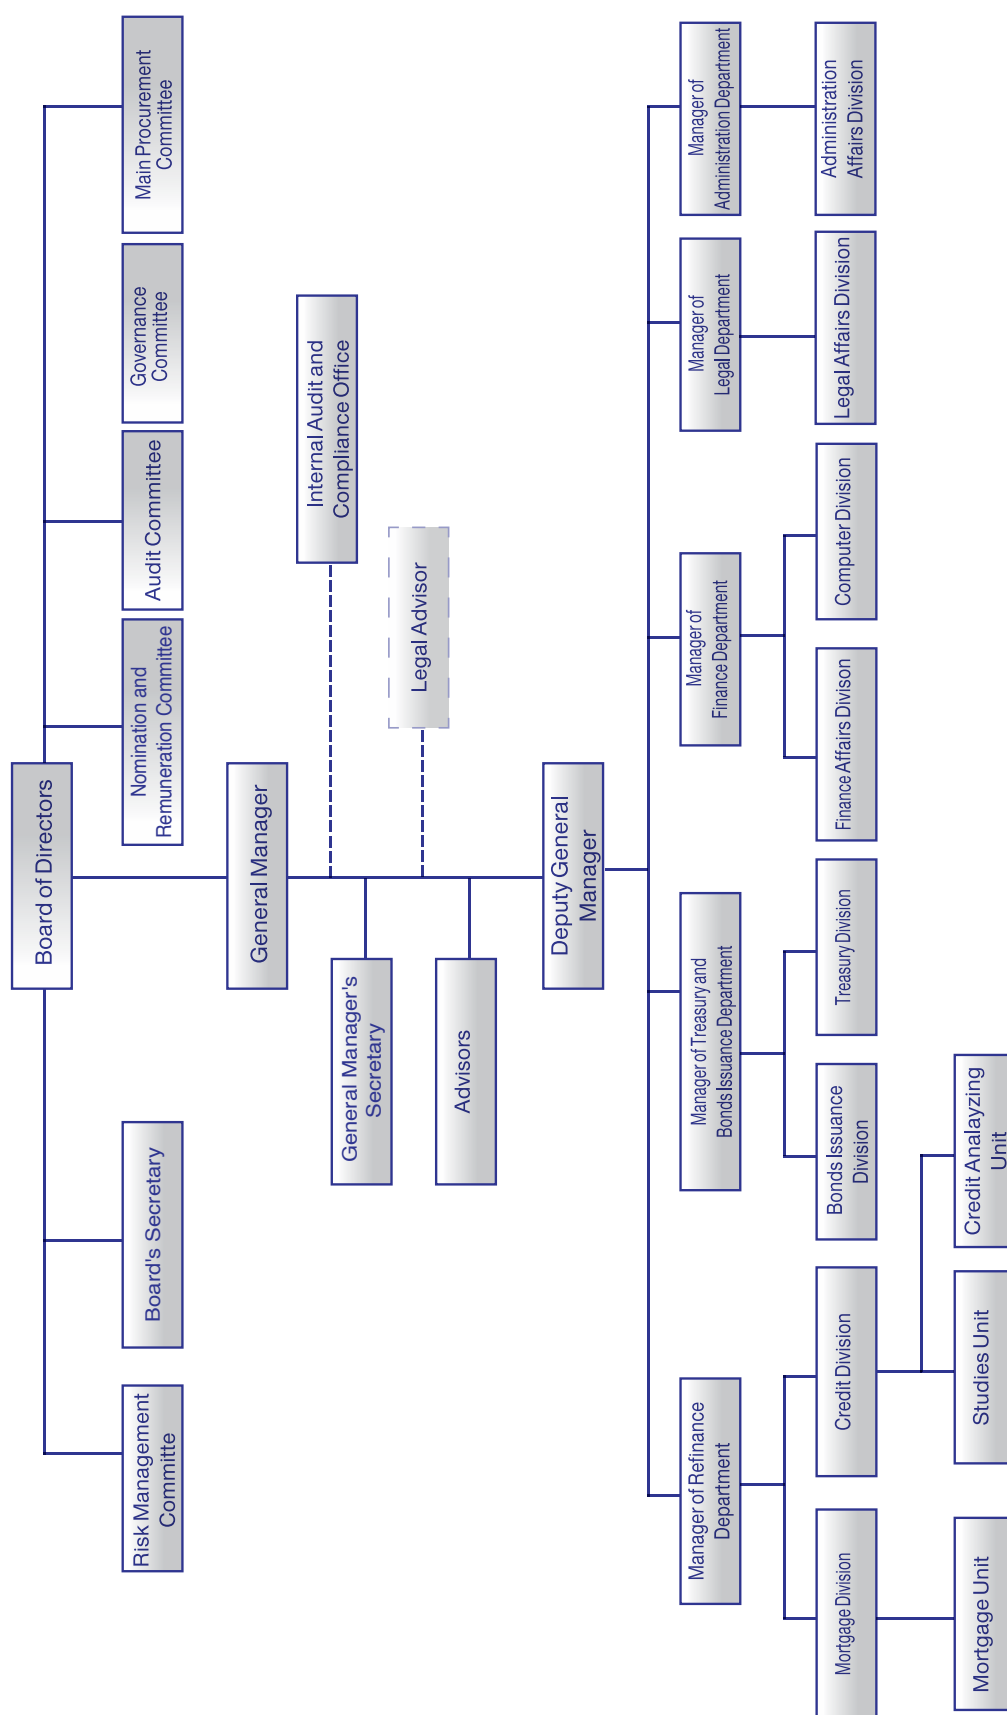 Board of Directors
Risk Management
Committe
Board's Secretary
Nomination and
Remuneration Committee
Audit Committee
Governance
Committee
Main Procurement
Committee
General Manager
Internal Audit and
Compliance Office
General Manager's
Secretary
Legal Advisor
Advisors
Deputy General
Manager
Manager of Refinance
Department
Manager of Treasury and
Bonds Issuance Department
Manager of
Finance Department
Manager of
Legal Department
Manager of
Administration Department
Mortgage Division
Credit Division
Bonds Issuance
Division
Treasury Division
Finance Affairs Divison
Computer Division
Legal Affairs Division
Administration
Affairs Division
Mortgage Unit
Studies Unit
Credit Analayzing
Unit